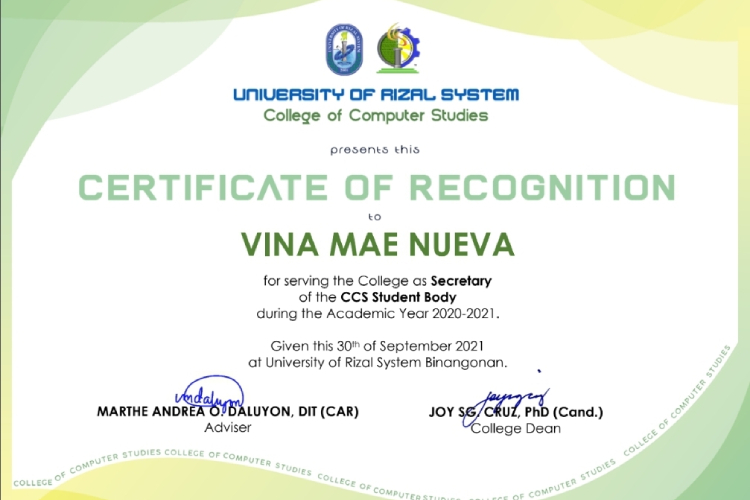 UNIVERSITY OF RIZAL SYSTEM
College of Computer Studies
presents this
CERTIFICATE OF RECOGNITION
to
VINA MAE NUEVA
for serving the College as Secretary
of the CCS Student Body
during the Academic Year 2020-2021.
Given this 30th of September 2021
at University of Rizal System Binangonan.
MARTHE ANDREA O. DALUYON, DIT (CAR)
Adviser
JOY SG. CRUZ, PhD (Cand.)
College Dean
COLLEGE OF COMPUTER STUDIES COLLEGE OF COMPUTER STUDIES COLLEGE OF COMPUTER STUDIES COLLEGE OF COMPUTER STUDIES COLLEGE OF COMPUTER STUDIES